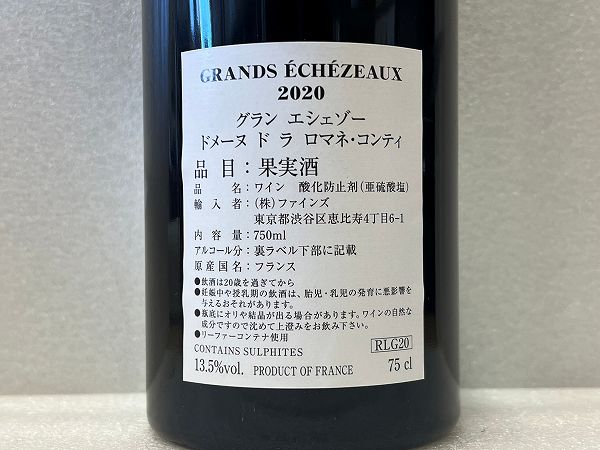 GRANDS ÉCHÉZEAUX
2020
グラン エシェゾー
ドメーヌ ド ラ ロマネ・コンティ
品 目：果実酒
品　　名：ワイン　酸化防止剤（亜硫酸塩）
輸 入 者：（株）ファインズ
東京都渋谷区恵比寿4丁目6-1
内 容 量：750ml
アルコール分：裏ラベル下部に記載
原産国名：フランス
●飲酒は20歳を過ぎてから
●妊娠中や授乳期の飲酒は、胎児・乳児の発育に悪影響を
与えるおそれがあります。
●瓶底にオリや結晶が出る場合があります。ワインの自然な
成分ですので沈めて上澄みをお飲み下さい。
●リーファーコンテナ使用
CONTAINS SULPHITES
RLG20
13.5%vol. PRODUCT OF FRANCE 75 cl